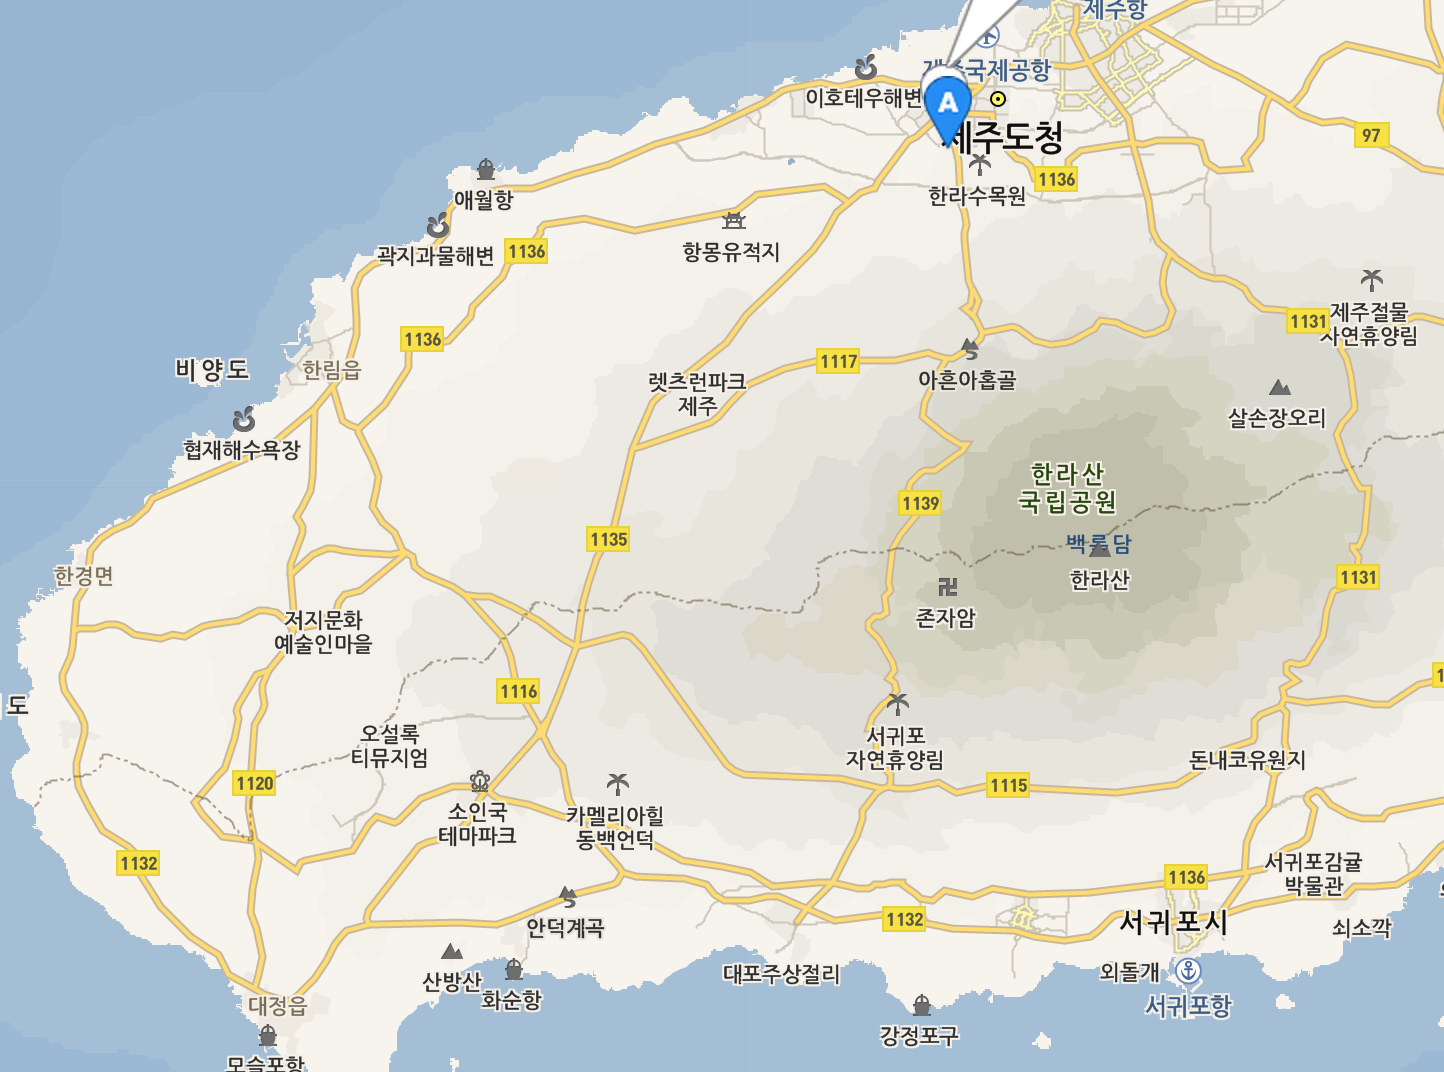 제주항
제주국제공항
이호테우해변
A
제주도청
97
1136
한라수목원
애월항
곽지과물해변
1136
항몽유적지
1136
1131
제주절물
자연휴양림
비양도
한림읍
1117
렛츠런파크
제주
아흔아홉골
살손장오리
협재해수욕장
한라산
국립공원
1139
1135
백록담
한라산
한경면
1131
존자암
저지문화
예술인마을
1116
도
오설록
티뮤지엄
서귀포
자연휴양림
돈내코유원지
1120
1115
소인국
테마파크
카멜리아힐
동백언덕
1132
1136
서귀포감귤
박물관
안덕계곡
1132
서귀포시
쇠소깍
산방산
화순항
대포주상절리
외돌개
대정읍
서귀포항
강정포구
모슬포항